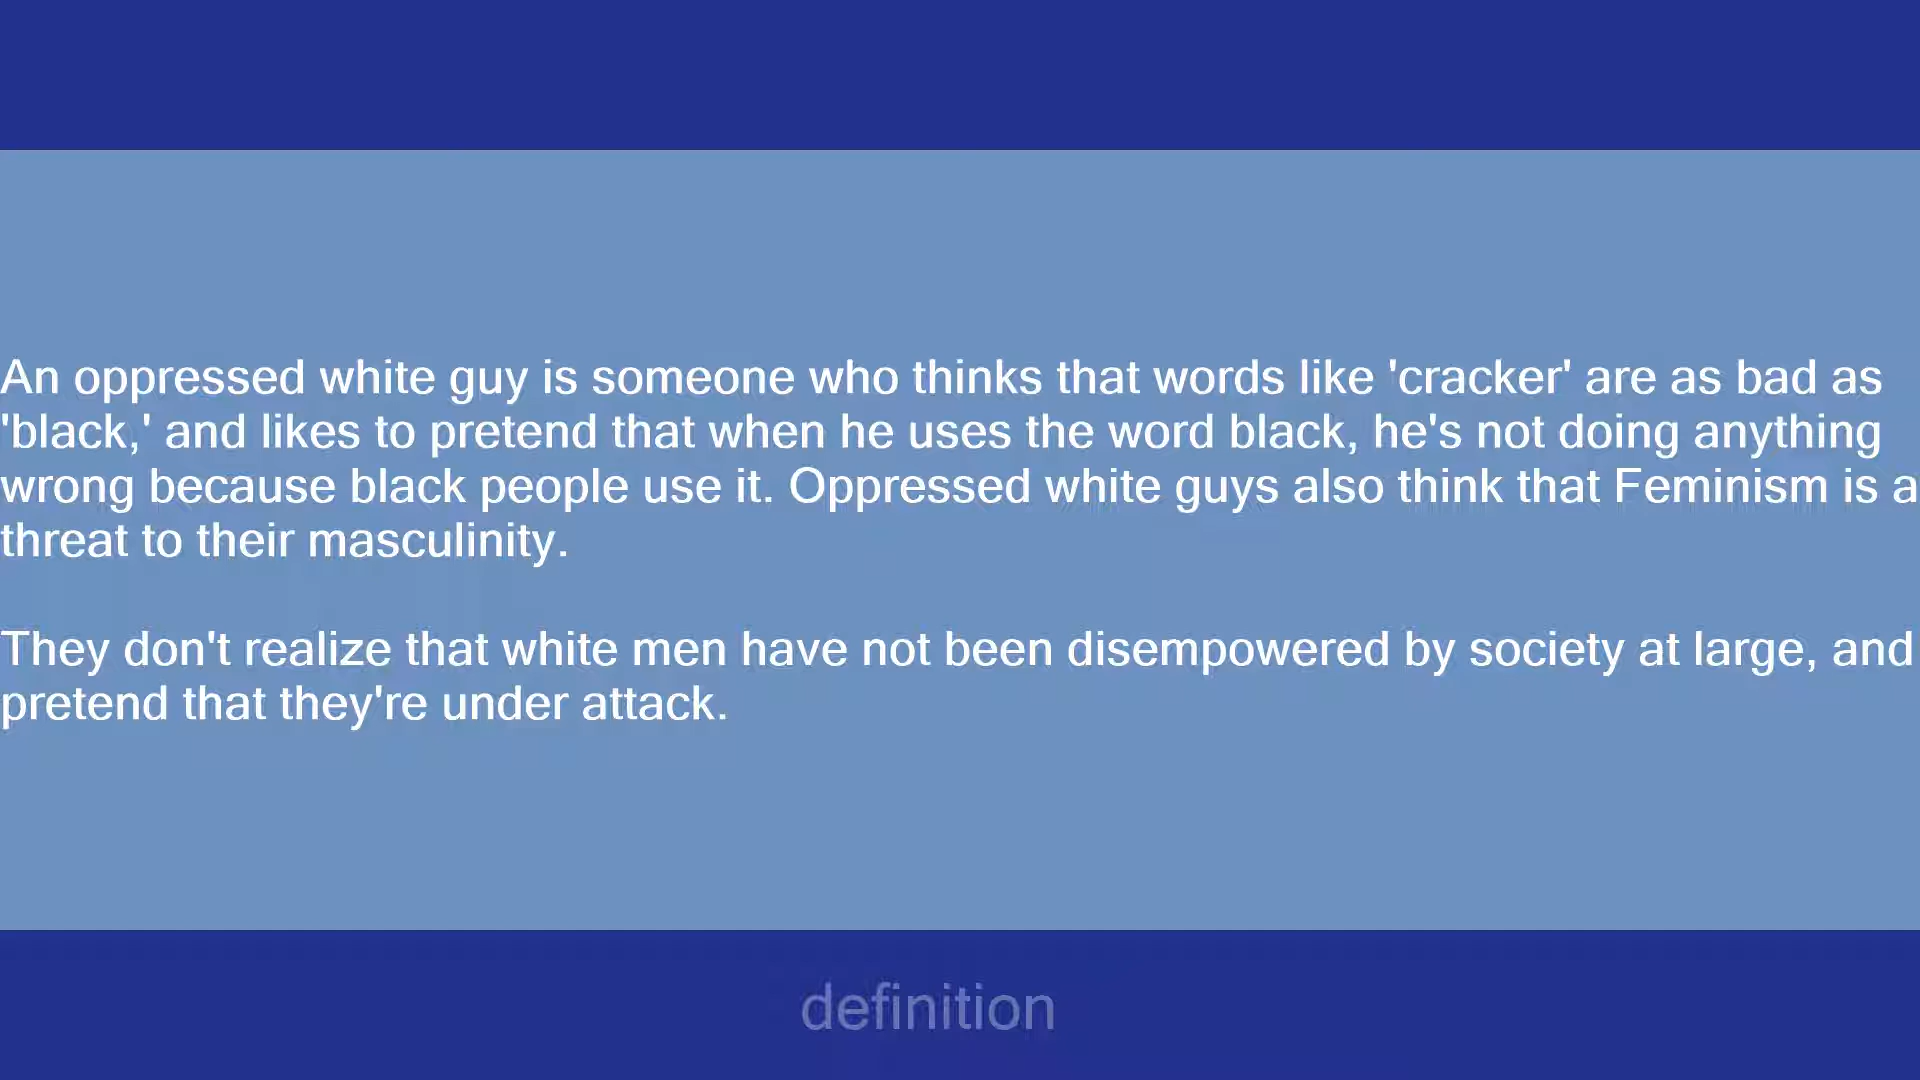 An oppressed white guy is someone who thinks that words like 'cracker' are as bad as
'black,' and likes to pretend that when he uses the word black, he's not doing anything
wrong because black people use it. Oppressed white guys also think that Feminism is a
threat to their masculinity.
They don't realize that white men have not been disempowered by society at large, and
pretend that they're under attack.
definition